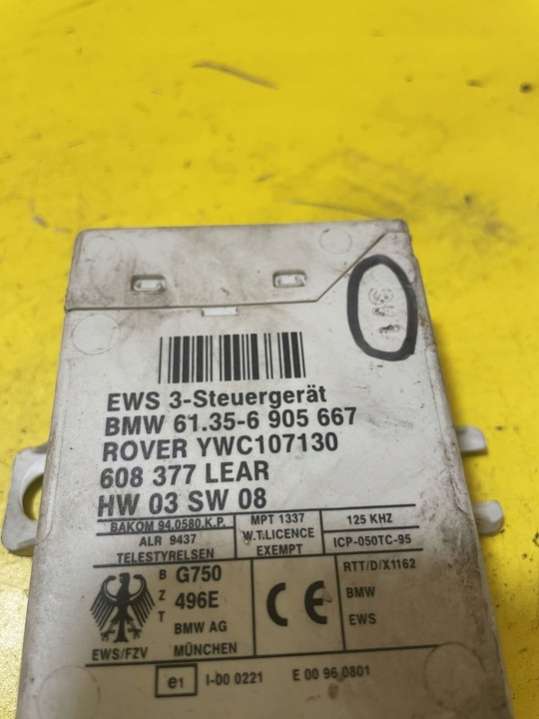 EWS 3-Steuergerät
BMW 61.35-6 905 667
ROVER YWC107130
608 377 LEAR
HW 03 SW 08
BAKOM 94.0580.K.P.
ALR 9437
TELESTYRELSEN
MPT 1337
W.T.LICENCE
EXEMPT
125 KHZ
ICP-050TC-95
EWS/FZV
B G750
Z 496E
T BMW AG
MÜNCHEN
CE
RTT/D/X1162
BMW
EWS
e1 I-00 0221 E 00 96 0801